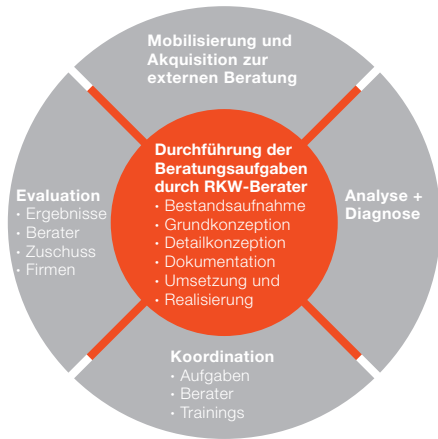 Mobilisierung und
Akquisition zur
externen Beratung
Durchführung der
Beratungsaufgaben
durch RKW-Berater
· Bestandsaufnahme
· Grundkonzeption
· Detailkonzeption
· Dokumentation
· Umsetzung und
· Realisierung
Evaluation
· Ergebnisse
· Berater
· Zuschuss
· Firmen
Analyse +
Diagnose
Koordination
· Aufgaben
· Berater
· Trainings